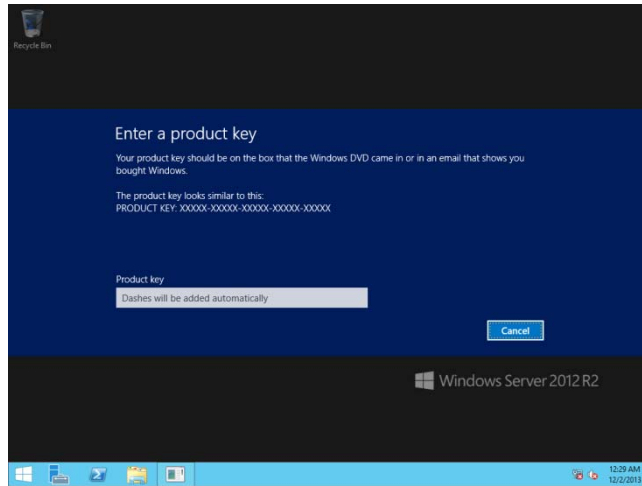 Recycle Bin
Enter a product key
Your product key should be on the box that the Windows DVD came in or in an email that shows you
bought Windows.
The product key looks similar to this:
PRODUCT KEY: XXXXX-XXXXX-XXXXX-XXXXX-XXXXX
Product key
Dashes will be added automatically
Cancel
Windows Server 2012 R2
12:29 AM
12/2/2013